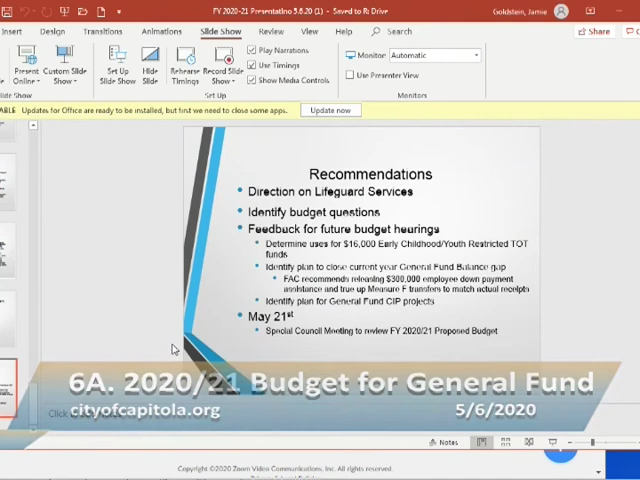 FY 2020-21 Presentation 5.6.20 (1) - Saved to R: Drive
Goldstein, Jamie
Insert Design Transitions Animations Slide Show Review View Help Search Share Comments
Present Online
Custom Slide Show
Set Up Slide Show
Hide Slide
Rehearse Timings
Record Slide Show
Play Narrations
Use Timings
Show Media Controls
Monitor: Automatic
Use Presenter View
Slide Show Set Up Monitors
ABLE Updates for Office are ready to be installed, but first we need to close some apps. Update now
Recommendations
• Direction on Lifeguard Services
• Identify budget questions
• Feedback for future budget hearings
• Determine uses for $16,000 Early Childhood/Youth Restricted TOT
funds
• Identify plan to close current year General Fund Balance gap
• FAC recommends releasing $300,000 employee down payment
assistance and true up Measure F transfers to match actual receipts
• Identify plan for General Fund CIP projects
• May 21st
• Special Council Meeting to review FY 2020/21 Proposed Budget
6A. 2020/21 Budget for General Fund
cityofcapitola.org 5/6/2020
Notes
Copyright ©2020 Zoom Video Communications, Inc. All rights reserved.